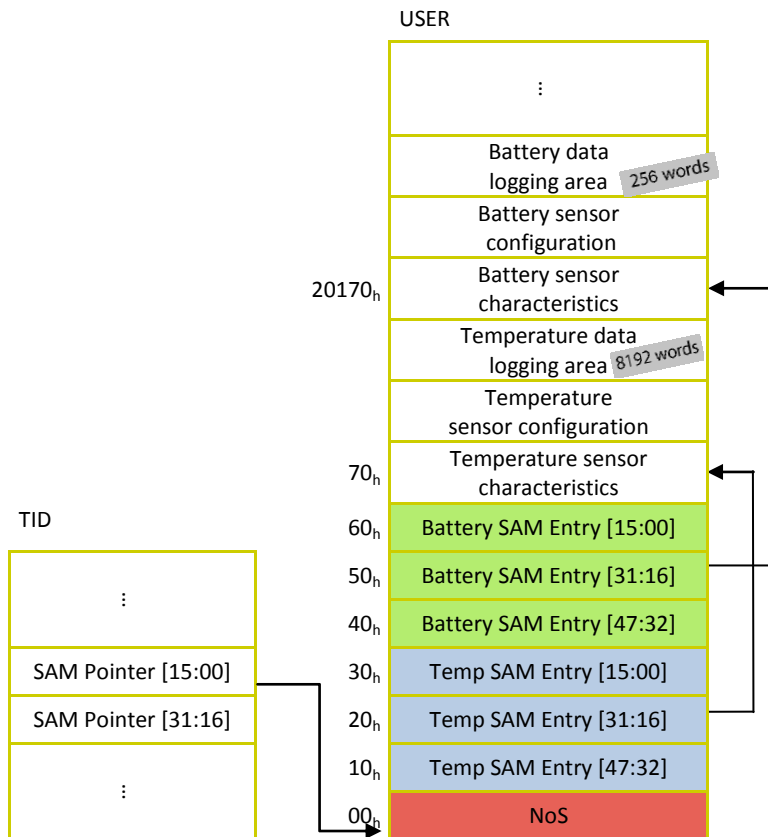 USER
⋮
Battery data
logging area 256 words
Battery sensor
configuration
20170h Battery sensor
characteristics
Temperature data
logging area 8192 words
Temperature
sensor configuration
70h Temperature sensor
characteristics
60h Battery SAM Entry [15:00]
50h Battery SAM Entry [31:16]
40h Battery SAM Entry [47:32]
30h Temp SAM Entry [15:00]
20h Temp SAM Entry [31:16]
10h Temp SAM Entry [47:32]
00h NoS
TID
⋮
SAM Pointer [15:00]
SAM Pointer [31:16]
⋮